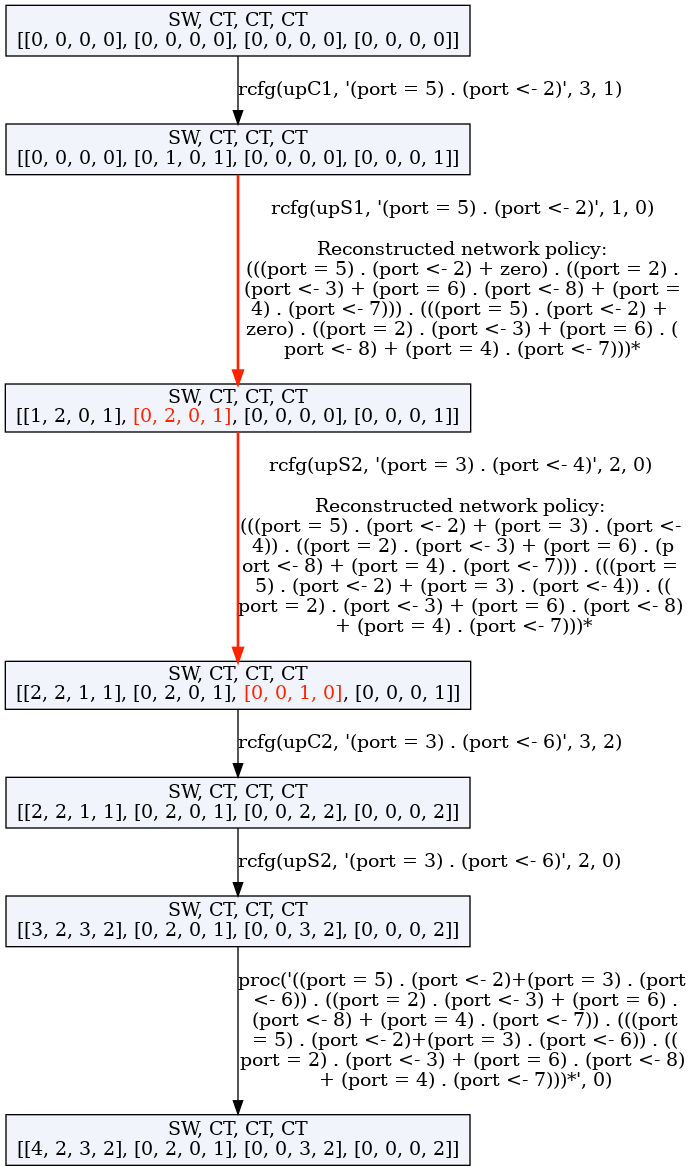 SW, CT, CT, CT
[[0, 0, 0, 0], [0, 0, 0, 0], [0, 0, 0, 0], [0, 0, 0, 0]]
rcfg(upC1, '(port = 5) . (port <- 2)', 3, 1)
SW, CT, CT, CT
[[0, 0, 0, 0], [0, 1, 0, 1], [0, 0, 0, 0], [0, 0, 0, 1]]
rcfg(upS1, '(port = 5) . (port <- 2)', 1, 0)
Reconstructed network policy:
(((port = 5) . (port <- 2) + zero) . ((port = 2) .
(port <- 3) + (port = 6) . (port <- 8) + (port =
4) . (port <- 7))) . (((port = 5) . (port <- 2) +
zero) . ((port = 2) . (port <- 3) + (port = 6) . (
port <- 8) + (port = 4) . (port <- 7)))*
SW, CT, CT, CT
[[1, 2, 0, 1], [0, 2, 0, 1], [0, 0, 0, 0], [0, 0, 0, 1]]
rcfg(upS2, '(port = 3) . (port <- 4)', 2, 0)
Reconstructed network policy:
(((port = 5) . (port <- 2) + (port = 3) . (port <-
4)) . ((port = 2) . (port <- 3) + (port = 6) . (p
ort <- 8) + (port = 4) . (port <- 7))) . (((port =
5) . (port <- 2) + (port = 3) . (port <- 4)) . ((
port = 2) . (port <- 3) + (port = 6) . (port <- 8)
+ (port = 4) . (port <- 7)))*
SW, CT, CT, CT
[[2, 2, 1, 1], [0, 2, 0, 1], [0, 0, 1, 0], [0, 0, 0, 1]]
rcfg(upC2, '(port = 3) . (port <- 6)', 3, 2)
SW, CT, CT, CT
[[2, 2, 1, 1], [0, 2, 0, 1], [0, 0, 2, 2], [0, 0, 0, 2]]
rcfg(upS2, '(port = 3) . (port <- 6)', 2, 0)
SW, CT, CT, CT
[[3, 2, 3, 2], [0, 2, 0, 1], [0, 0, 3, 2], [0, 0, 0, 2]]
proc('((port = 5) . (port <- 2)+(port = 3) . (port
<- 6)) . ((port = 2) . (port <- 3) + (port = 6) .
(port <- 8) + (port = 4) . (port <- 7)) . (((port
= 5) . (port <- 2)+(port = 3) . (port <- 6)) . ((
port = 2) . (port <- 3) + (port = 6) . (port <- 8)
+ (port = 4) . (port <- 7)))*', 0)
SW, CT, CT, CT
[[4, 2, 3, 2], [0, 2, 0, 1], [0, 0, 3, 2], [0, 0, 0, 2]]